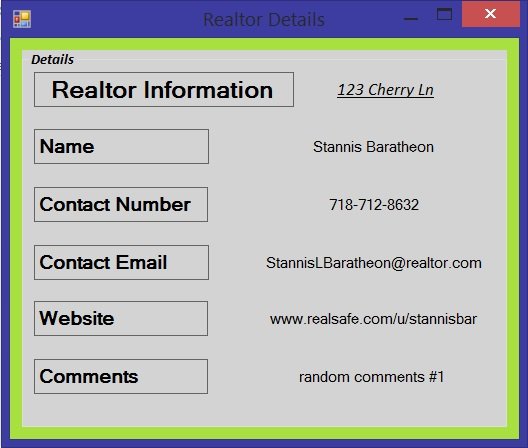 Realtor Details
Details
Realtor Information 123 Cherry Ln
Name Stannis Baratheon
Contact Number 718-712-8632
Contact Email StannisLBaratheon@realtor.com
Website www.realsafe.com/u/stannisbar
Comments random comments #1